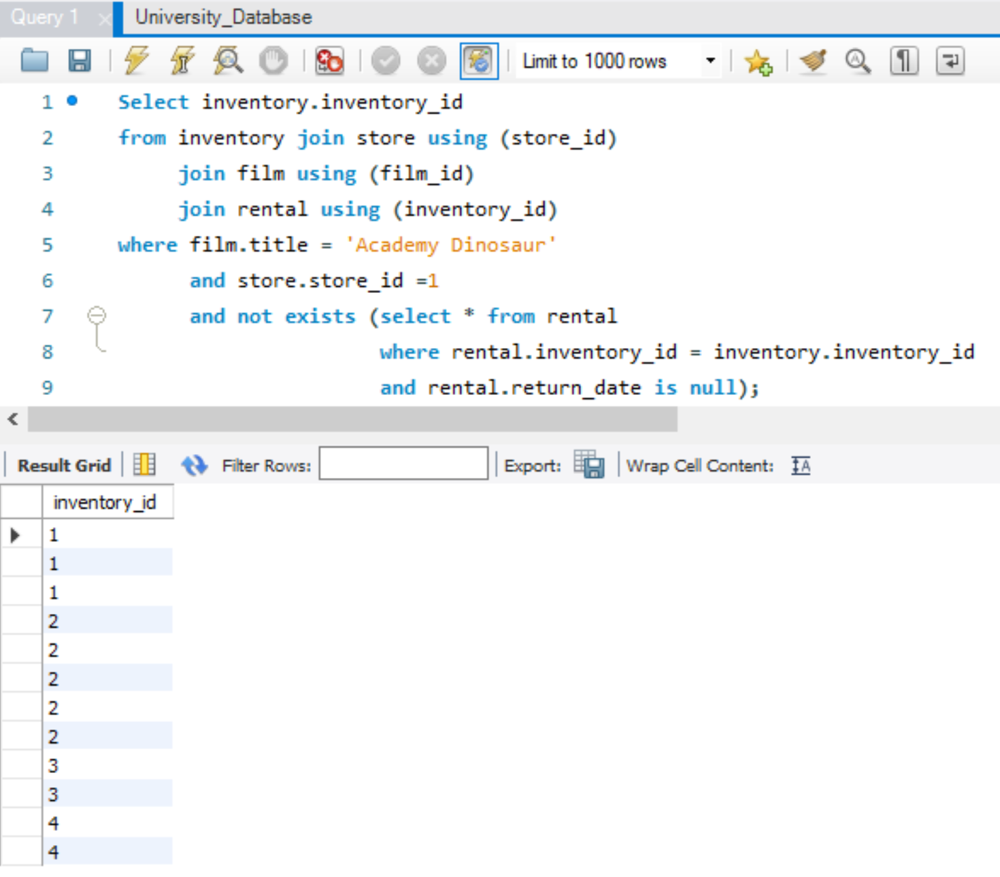 Query 1 University_Database
Limit to 1000 rows
1 Select inventory.inventory_id
2 from inventory join store using (store_id)
3 join film using (film_id)
4 join rental using (inventory_id)
5 where film.title = 'Academy Dinosaur'
6 and store.store_id =1
7 and not exists (select * from rental
8 where rental.inventory_id = inventory.inventory_id
9 and rental.return_date is null);
Result Grid Filter Rows: Export: Wrap Cell Content:
inventory_id
1
1
1
2
2
2
2
2
3
3
4
4